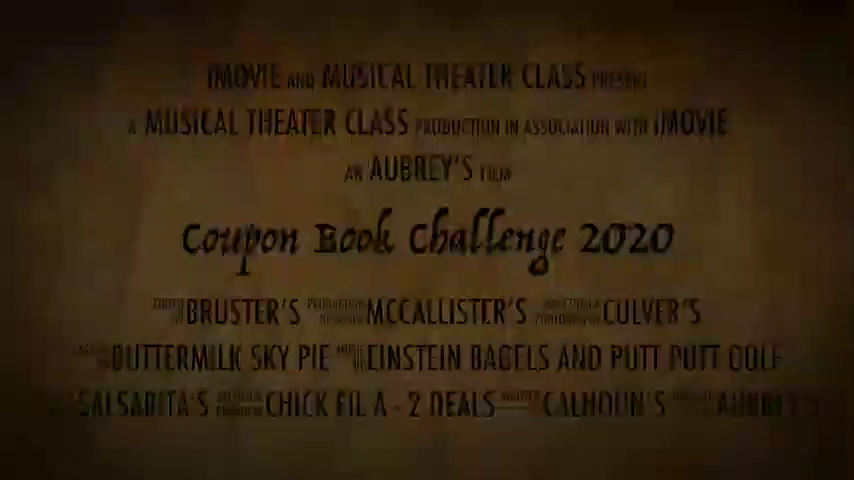 IMOVIE AND MUSICAL THEATER CLASS PRESENT
A MUSICAL THEATER CLASS PRODUCTION IN ASSOCIATION WITH IMOVIE
AN AUBREY'S FILM
Coupon Book Challenge 2020
BRUSTER'S MCCALLISTER'S CULVER'S
BUTTERMILK SKY PIE EINSTEIN BAGELS AND PUTT PUTT GOLF
SALSARITA'S CHICK FIL A - 2 DEALS CALHOUN'S AUBREY'S